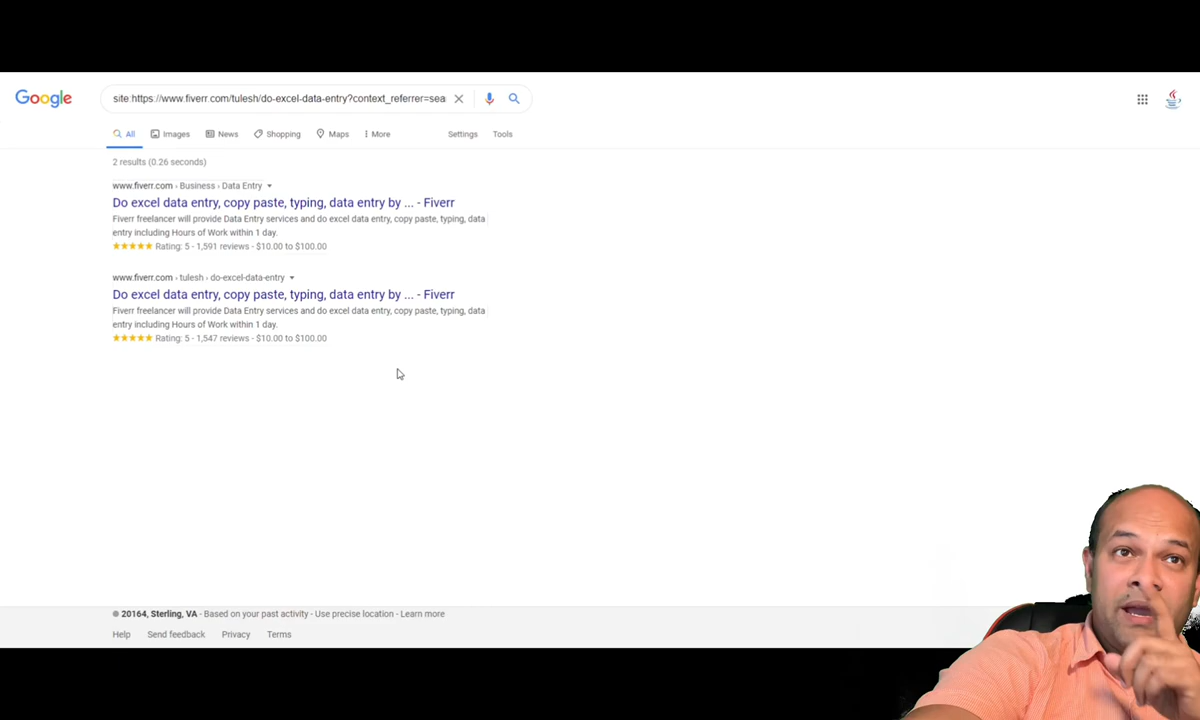 Google
site:https://www.fiverr.com/tulesh/do-excel-data-entry?context_referrer=sea
All Images News Shopping Maps More Settings Tools
2 results (0.26 seconds)
www.fiverr.com › Business › Data Entry
Do excel data entry, copy paste, typing, data entry by ... - Fiverr
Fiverr freelancer will provide Data Entry services and do excel data entry, copy paste, typing, data
entry including Hours of Work within 1 day.
Rating: 5 - 1,591 reviews - $10.00 to $100.00
www.fiverr.com › tulesh › do-excel-data-entry
Do excel data entry, copy paste, typing, data entry by ... - Fiverr
Fiverr freelancer will provide Data Entry services and do excel data entry, copy paste, typing, data
entry including Hours of Work within 1 day.
Rating: 5 - 1,547 reviews - $10.00 to $100.00
20164, Sterling, VA - Based on your past activity - Use precise location - Learn more
Help Send feedback Privacy Terms